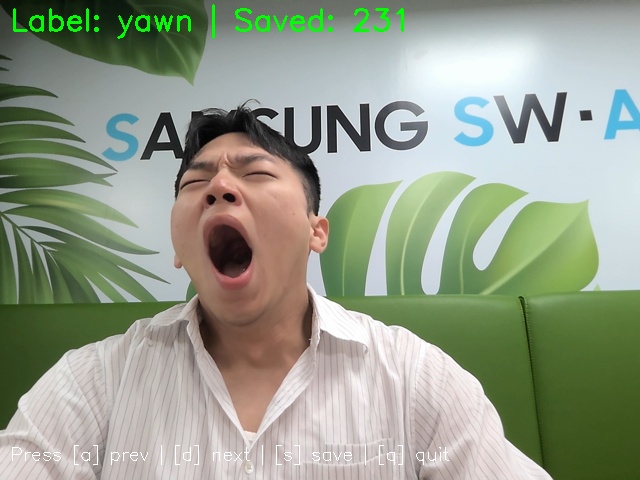 Label: yawn | Saved: 231
SAMSUNG SW·A
Press [a] prev | [d] next | [s] save | [q] quit